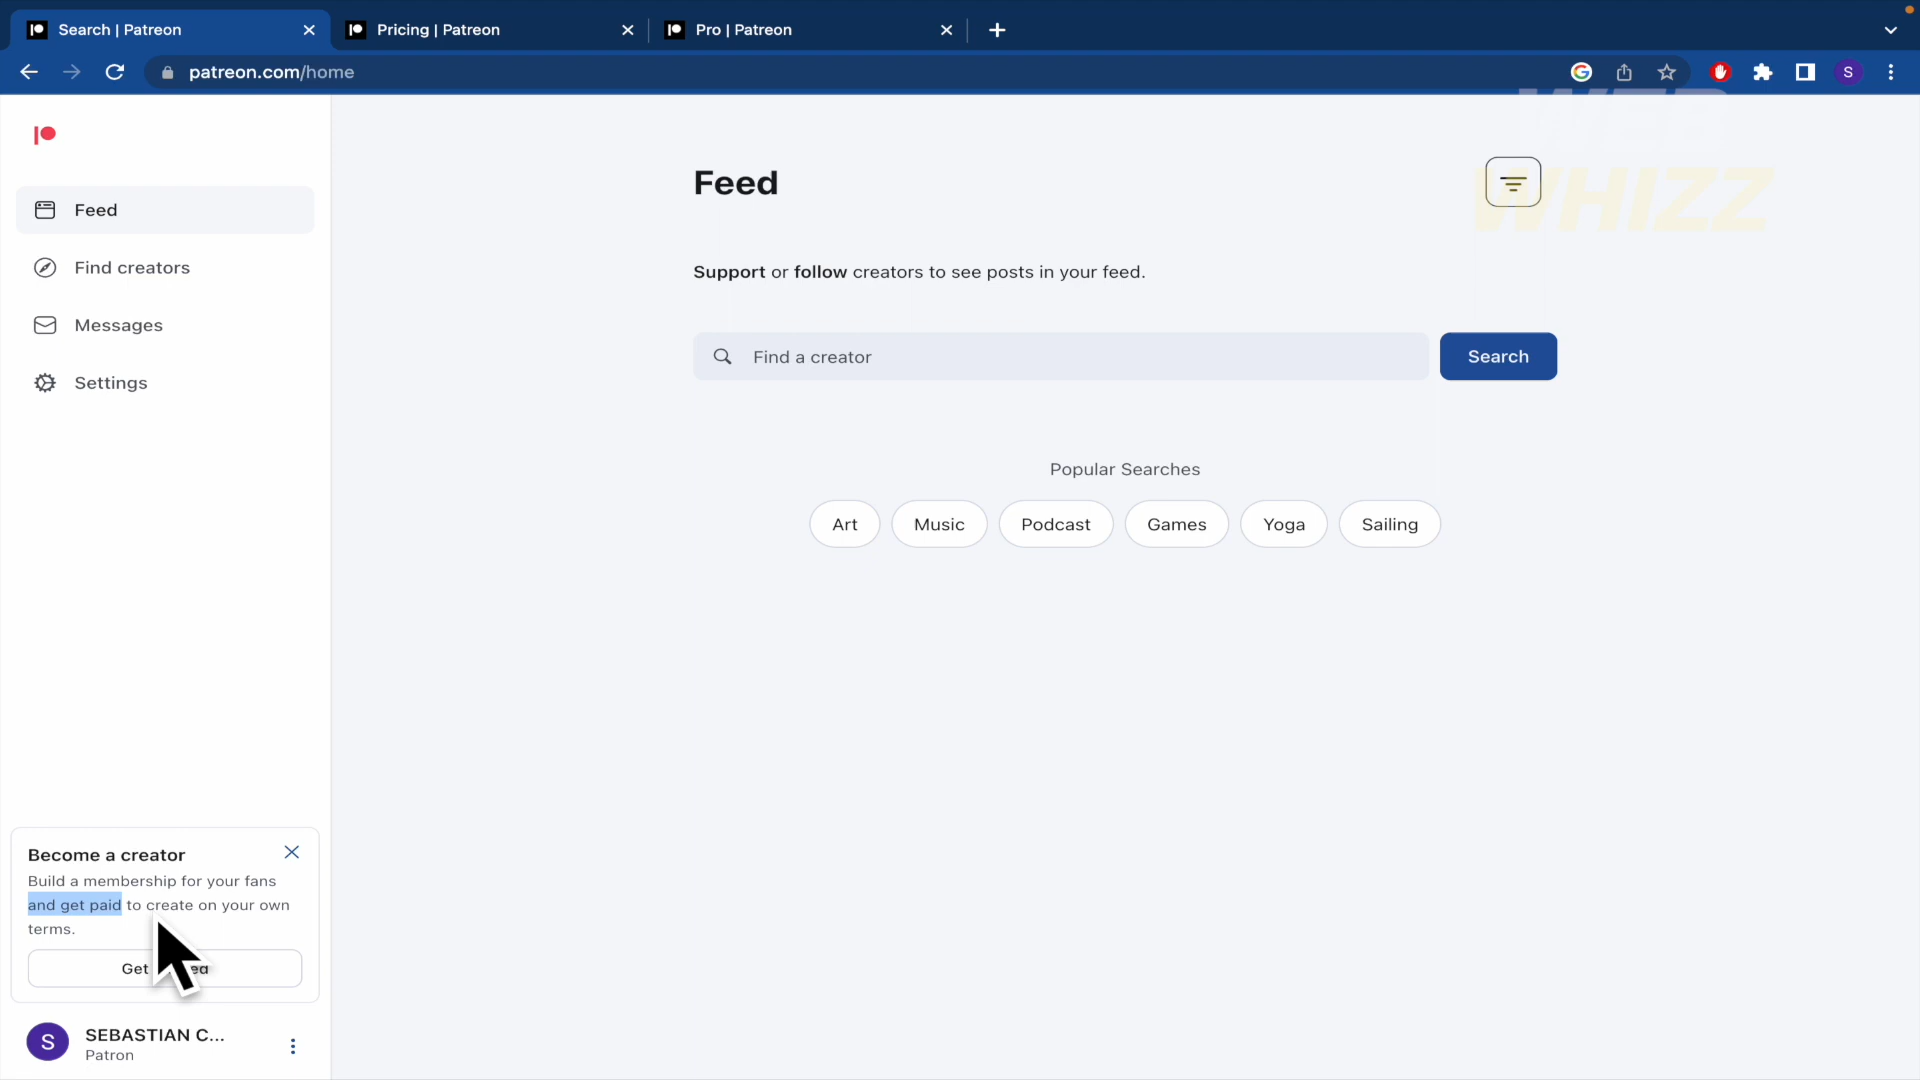 Search | Patreon
Pricing | Patreon
Pro | Patreon
patreon.com/home
S
WEB
WHIZZ
Feed
Find creators
Messages
Settings
Feed
Support or follow creators to see posts in your feed.
Find a creator
Search
Popular Searches
Art
Music
Podcast
Games
Yoga
Sailing
Become a creator
Build a membership for your fans
and get paid to create on your own
terms.
Get
S
SEBASTIAN C...
Patron